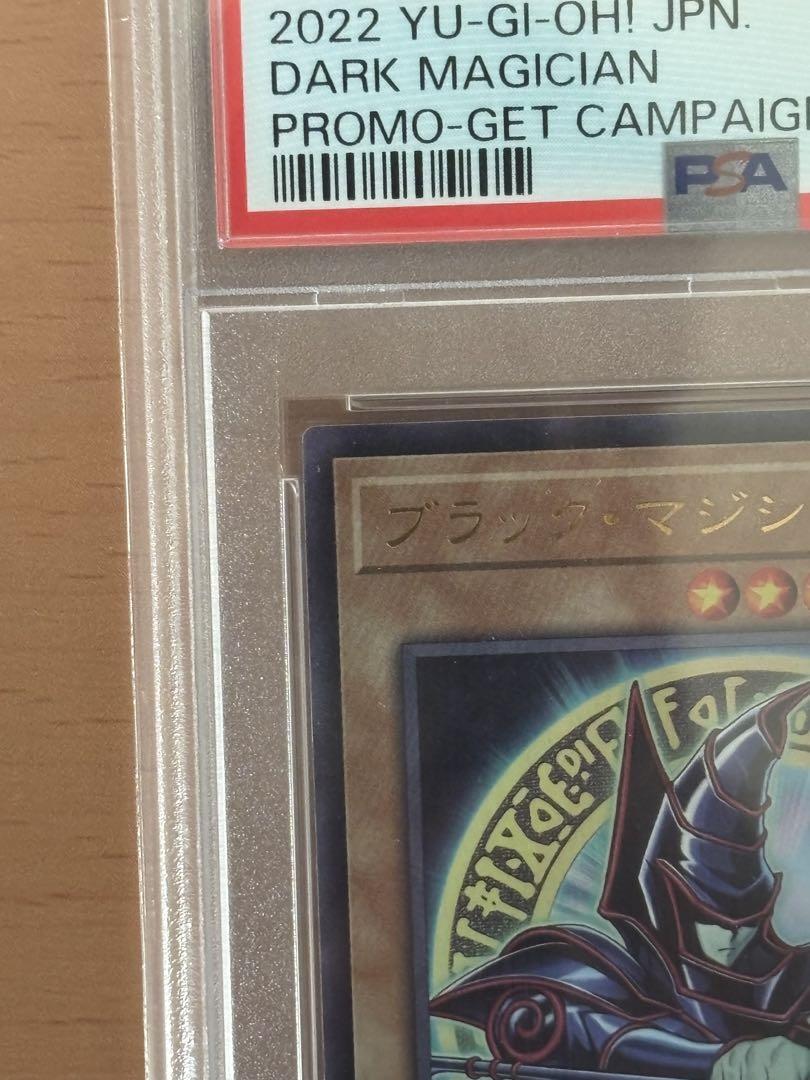 2022 YU-GI-OH! JPN.
DARK MAGICIAN
PROMO-GET CAMPAIG
PSA
ブラック・マジシ